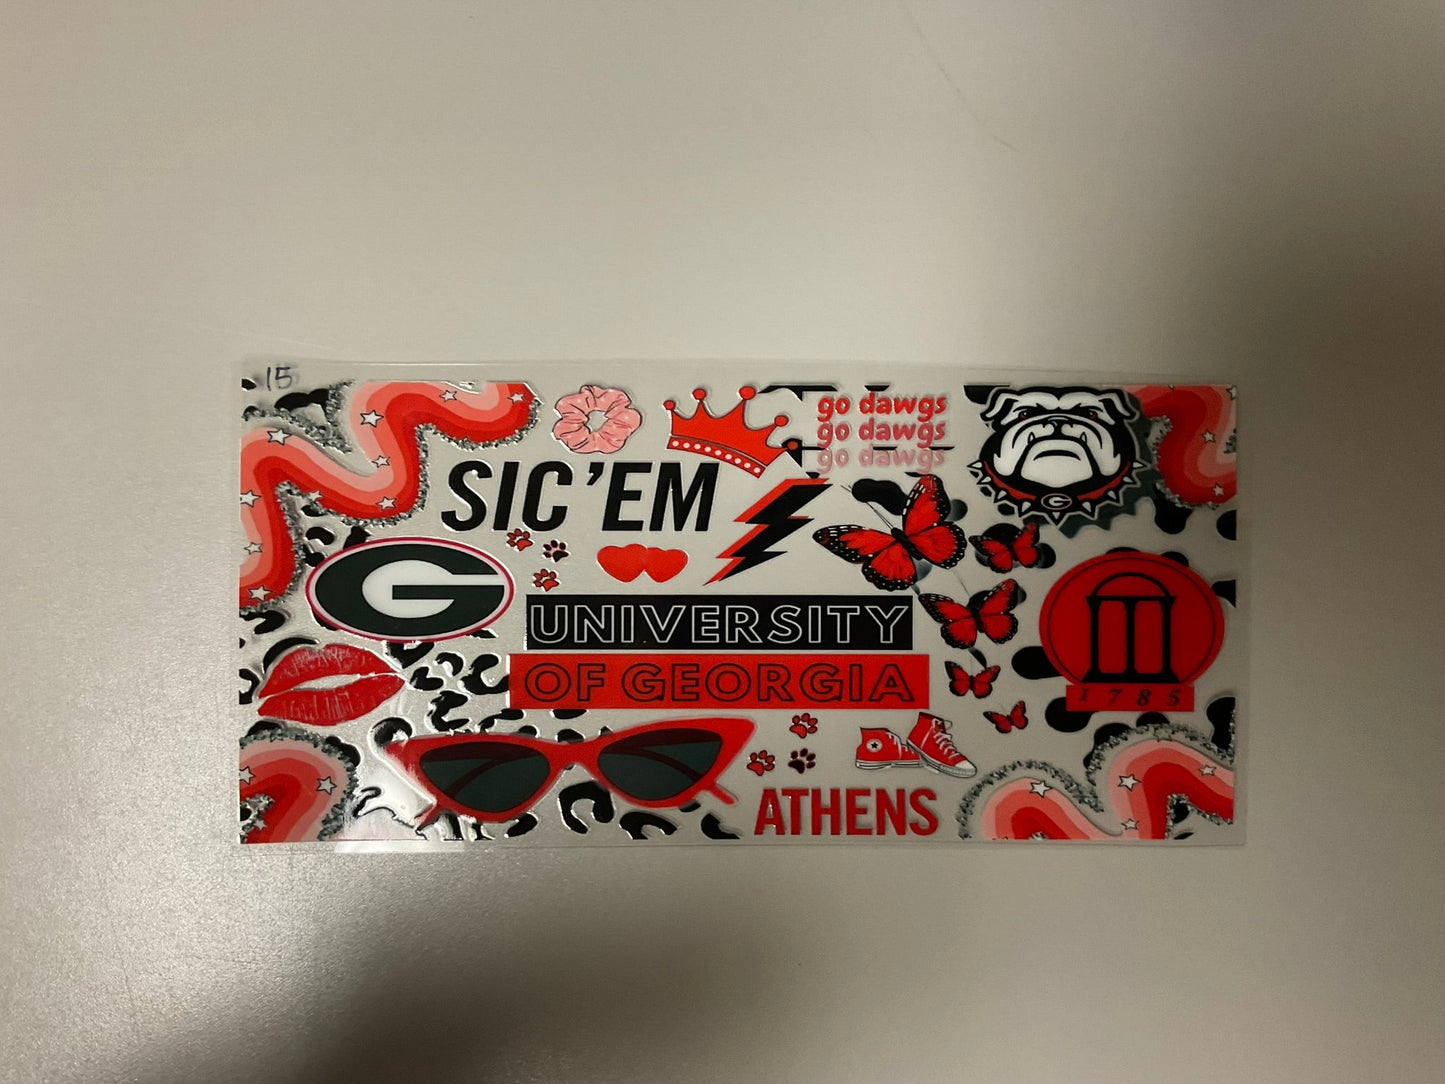 15
go dawgs
go dawgs
go dawgs
SIC'EM
G
G
UNIVERSITY
OF GEORGIA
1785
ATHENS